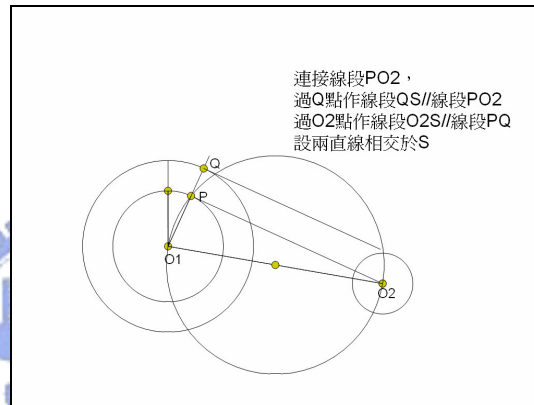 連接線段PO2,
過Q點作線段QS//線段PO2
過O2點作線段O2S//線段PQ
設兩直線相交於S
Q
P
O1
O2